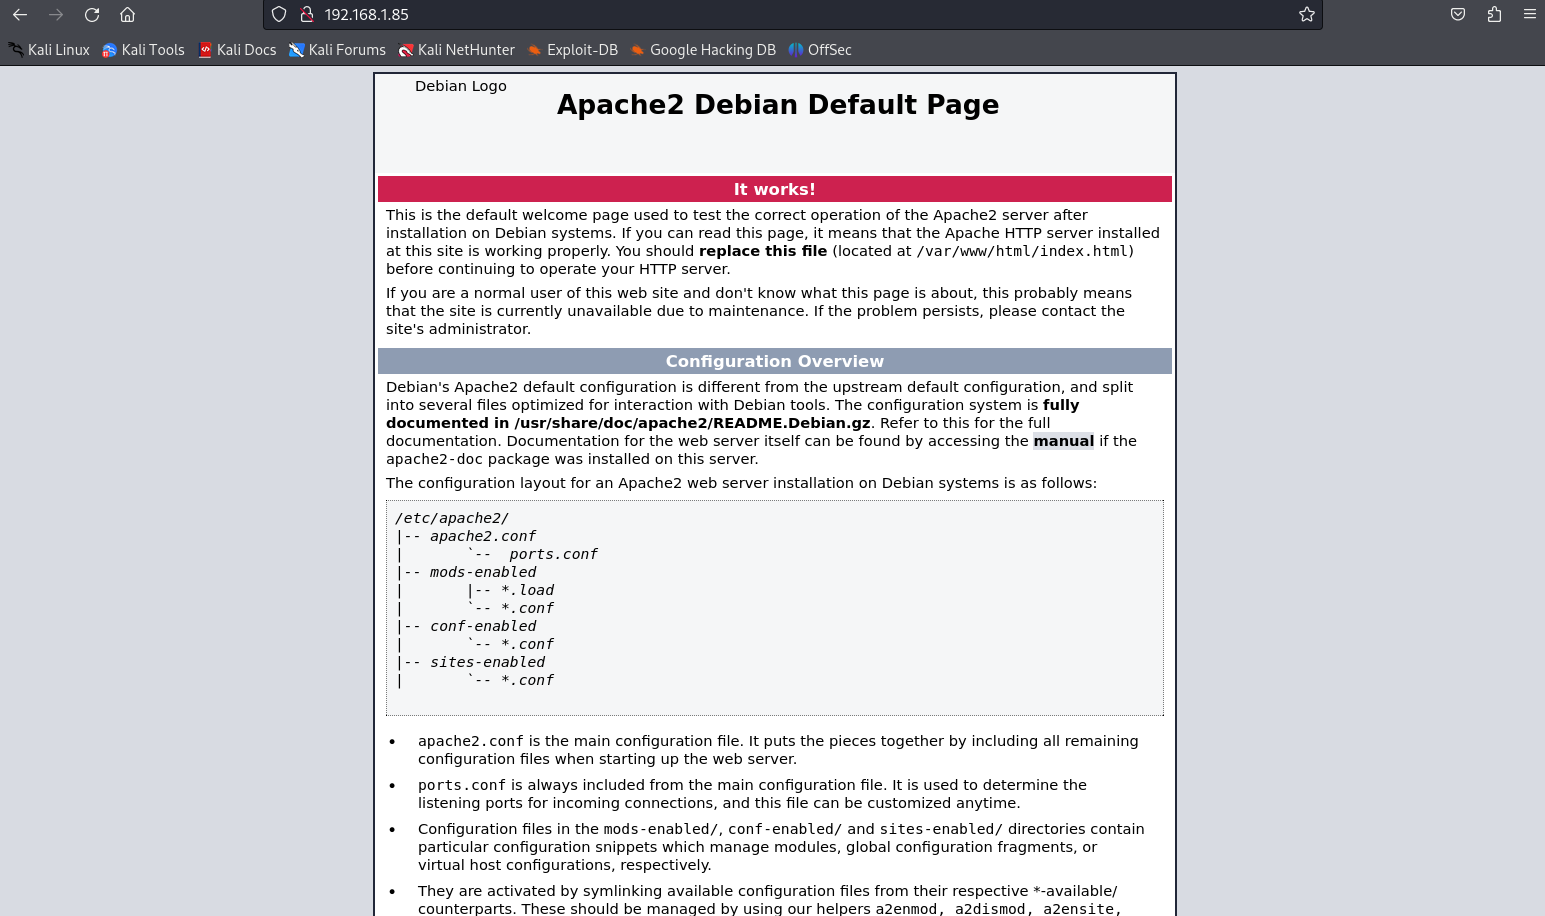 192.168.1.85
Kali Linux Kali Tools Kali Docs Kali Forums Kali NetHunter Exploit-DB Google Hacking DB OffSec
Debian Logo
Apache2 Debian Default Page
It works!
This is the default welcome page used to test the correct operation of the Apache2 server after
installation on Debian systems. If you can read this page, it means that the Apache HTTP server installed
at this site is working properly. You should replace this file (located at /var/www/html/index.html)
before continuing to operate your HTTP server.
If you are a normal user of this web site and don't know what this page is about, this probably means
that the site is currently unavailable due to maintenance. If the problem persists, please contact the
site's administrator.
Configuration Overview
Debian's Apache2 default configuration is different from the upstream default configuration, and split
into several files optimized for interaction with Debian tools. The configuration system is fully
documented in /usr/share/doc/apache2/README.Debian.gz. Refer to this for the full
documentation. Documentation for the web server itself can be found by accessing the manual if the
apache2-doc package was installed on this server.
The configuration layout for an Apache2 web server installation on Debian systems is as follows:
/etc/apache2/
|-- apache2.conf
|       `--  ports.conf
|-- mods-enabled
|       |-- *.load
|       `-- *.conf
|-- conf-enabled
|       `-- *.conf
|-- sites-enabled
|       `-- *.conf
• apache2.conf is the main configuration file. It puts the pieces together by including all remaining
configuration files when starting up the web server.
• ports.conf is always included from the main configuration file. It is used to determine the
listening ports for incoming connections, and this file can be customized anytime.
• Configuration files in the mods-enabled/, conf-enabled/ and sites-enabled/ directories contain
particular configuration snippets which manage modules, global configuration fragments, or
virtual host configurations, respectively.
• They are activated by symlinking available configuration files from their respective *-available/
counterparts. These should be managed by using our helpers a2enmod, a2dismod, a2ensite,